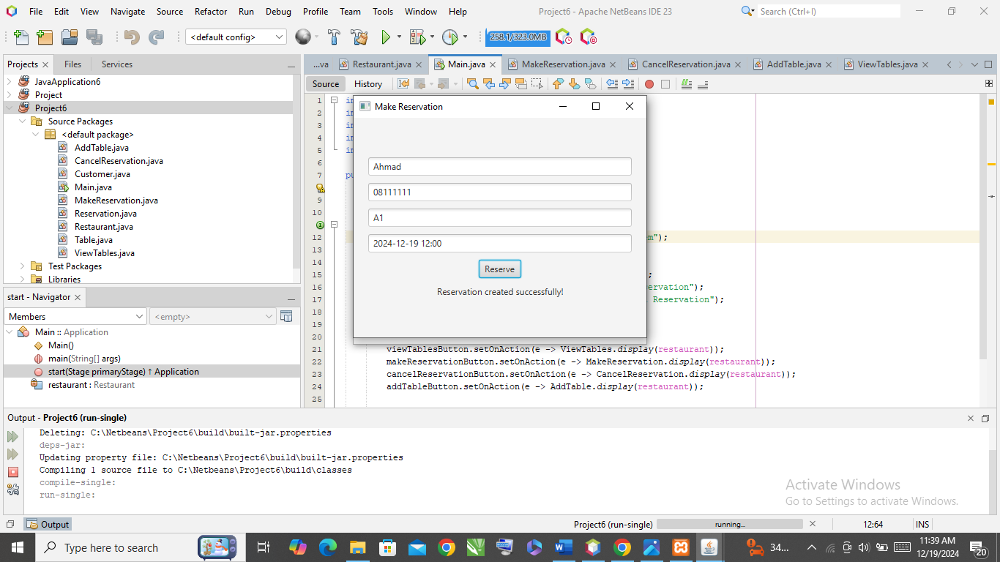 File Edit View Navigate Source Refactor Run Debug Profile Team Tools Window Help
Project6 - Apache NetBeans IDE 23
Search (Ctrl+I)
<default config>
258.1/323.0MB
Projects
Files
Services
JavaApplication6
Project
Project6
Source Packages
<default package>
AddTable.java
CancelReservation.java
Customer.java
Main.java
MakeReservation.java
Reservation.java
Restaurant.java
Table.java
ViewTables.java
Test Packages
Libraries
start - Navigator
Members
<empty>
Main :: Application
Main()
main(String[] args)
start(Stage primaryStage) ↑ Application
restaurant : Restaurant
...va Restaurant.java Main.java MakeReservation.java CancelReservation.java AddTable.java ViewTables.java
Source History
1 im
2 im
3 im
4 im
5 im
6
7 pu
9
10
12 m");
13
14
15 ;
16 ervation");
17 Reservation");
18
19
20
21 viewTablesButton.setOnAction(e -> ViewTables.display(restaurant));
22 makeReservationButton.setOnAction(e -> MakeReservation.display(restaurant));
23 cancelReservationButton.setOnAction(e -> CancelReservation.display(restaurant));
24 addTableButton.setOnAction(e -> AddTable.display(restaurant));
25
Make Reservation
Ahmad
08111111
A1
2024-12-19 12:00
Reserve
Reservation created successfully!
Output - Project6 (run-single)
Deleting: C:\Netbeans\Project6\build\built-jar.properties
deps-jar:
Updating property file: C:\Netbeans\Project6\build\built-jar.properties
Compiling 1 source file to C:\Netbeans\Project6\build\classes
compile-single:
run-single:
Activate Windows
Go to Settings to activate Windows.
Output
Project6 (run-single)
running...
12:64
INS
Type here to search
34...
11:39 AM
12/19/2024
20